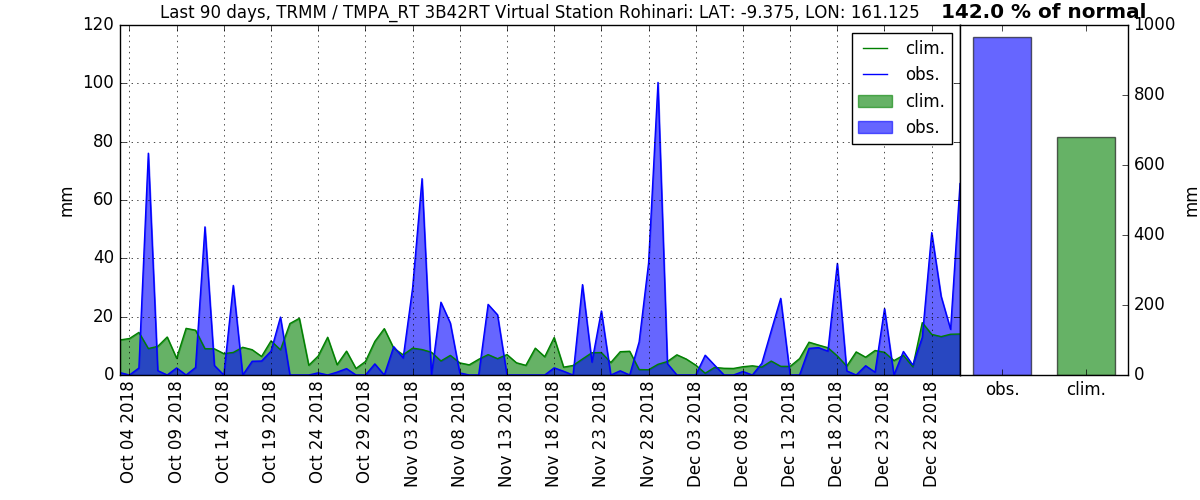 Last 90 days, TRMM / TMPA_RT 3B42RT Virtual Station Rohinari: LAT: -9.375, LON: 161.125
142.0 % of normal
120
100
80
60
40
20
0
mm
clim.
obs.
clim.
obs.
Oct 04 2018
Oct 09 2018
Oct 14 2018
Oct 19 2018
Oct 24 2018
Oct 29 2018
Nov 03 2018
Nov 08 2018
Nov 13 2018
Nov 18 2018
Nov 23 2018
Nov 28 2018
Dec 03 2018
Dec 08 2018
Dec 13 2018
Dec 18 2018
Dec 23 2018
Dec 28 2018
1000
800
600
400
200
0
mm
obs.
clim.